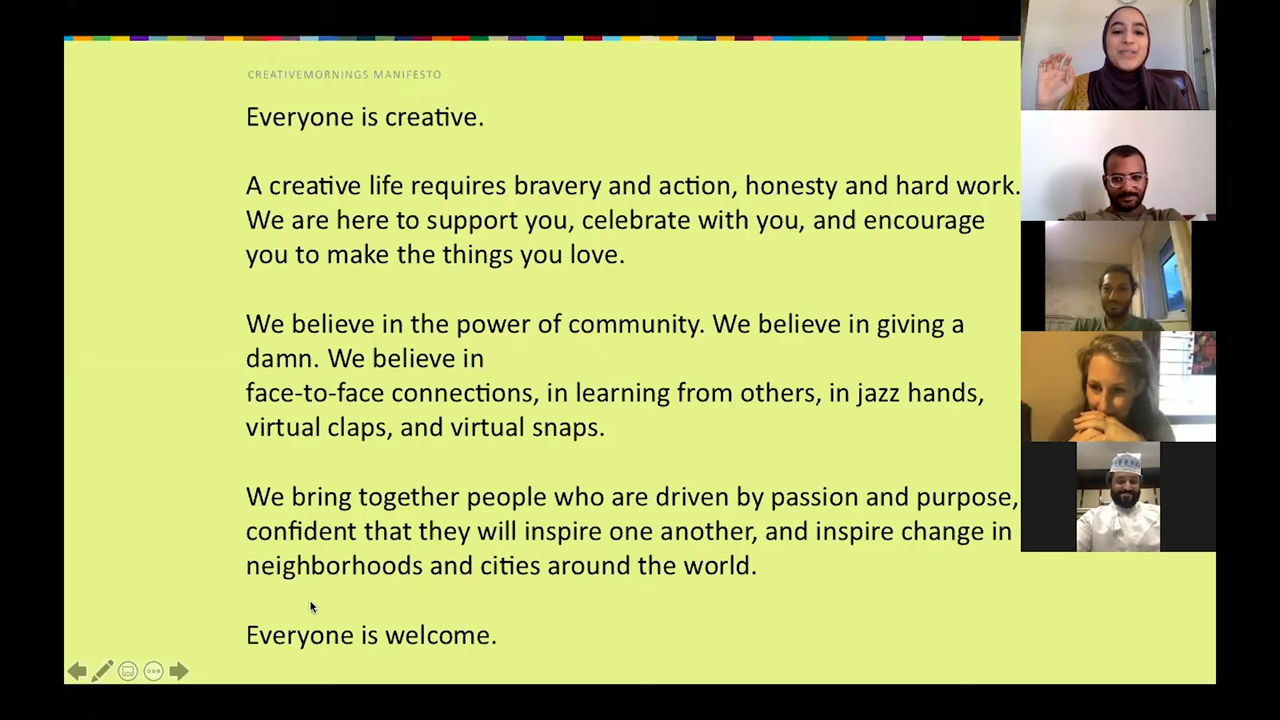 CREATIVEMORNINGS MANIFESTO
Everyone is creative.
A creative life requires bravery and action, honesty and hard work.
We are here to support you, celebrate with you, and encourage
you to make the things you love.
We believe in the power of community. We believe in giving a
damn. We believe in
face-to-face connections, in learning from others, in jazz hands,
virtual claps, and virtual snaps.
We bring together people who are driven by passion and purpose,
confident that they will inspire one another, and inspire change in
neighborhoods and cities around the world.
Everyone is welcome.